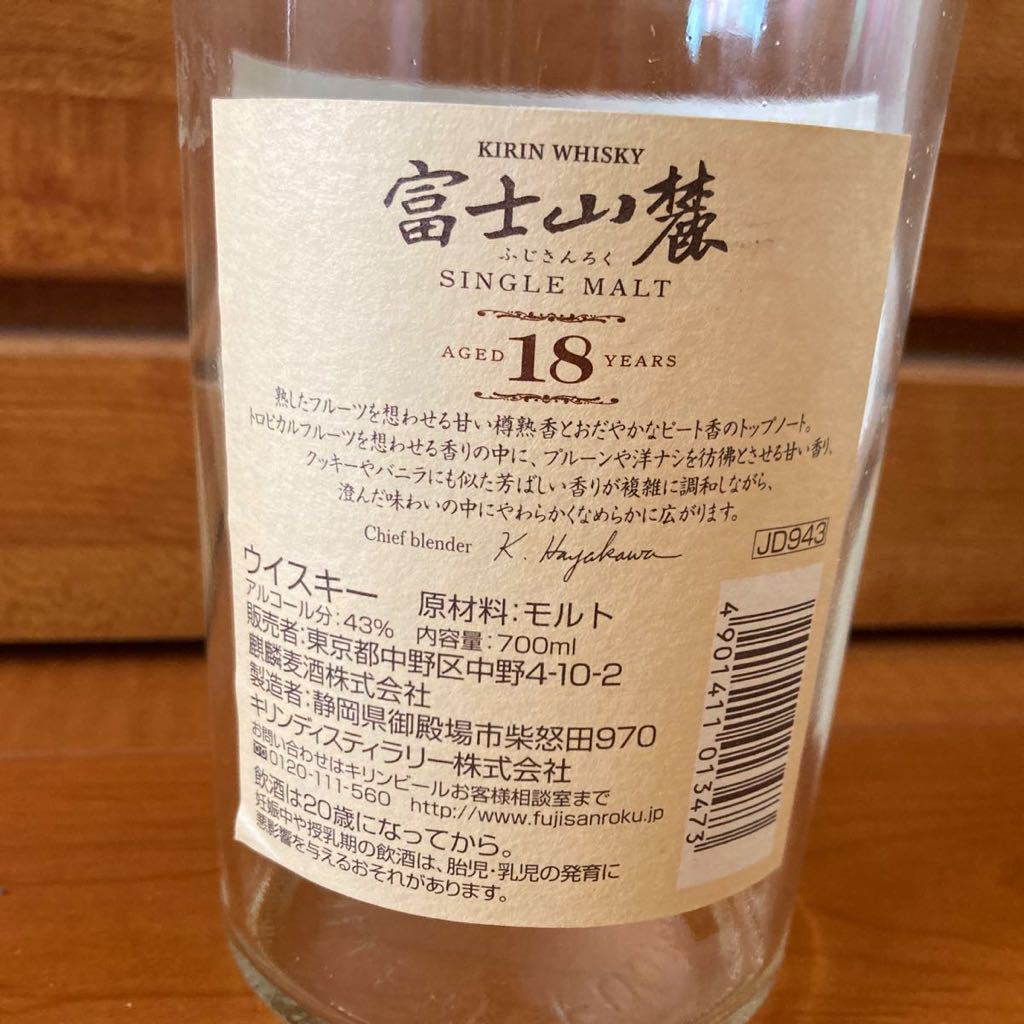 KIRIN WHISKY
富士山麓
ふじさんろく
SINGLE MALT
AGED 18 YEARS
熟したフルーツを想わせる甘い樽熟香とおだやかなピート香のトップノート。
トロピカルフルーツを想わせる香りの中に、プルーンや洋ナシを彷彿とさせる甘い香り、
クッキーやバニラにも似た芳ばしい香りが複雑に調和しながら、
澄んだ味わいの中にやわらかくなめらかに広がります。
Chief blender K. Hayakawa
JD943
ウイスキー 原材料：モルト
アルコール分：43% 内容量：700ml
販売者：東京都中野区中野4-10-2
麒麟麦酒株式会社
製造者：静岡県御殿場市柴怒田970
キリンディスティラリー株式会社
お問い合わせはキリンビールお客様相談室まで
0120-111-560 http://www.fujisanroku.jp
飲酒は20歳になってから。
妊娠中や授乳期の飲酒は、胎児・乳児の発育に
悪影響を与えるおそれがあります。
4 901411 013473